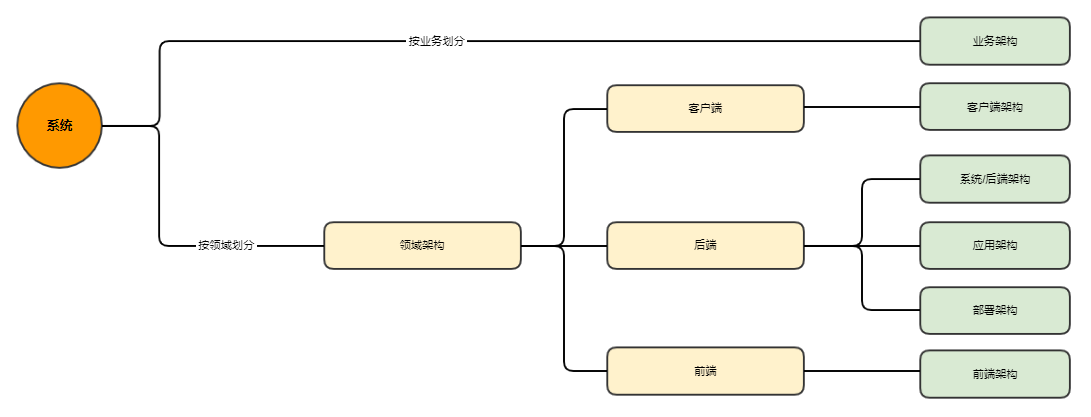 按业务划分
业务架构
系统
客户端
客户端架构
系统/后端架构
按领域划分
领域架构
后端
应用架构
部署架构
前端
前端架构